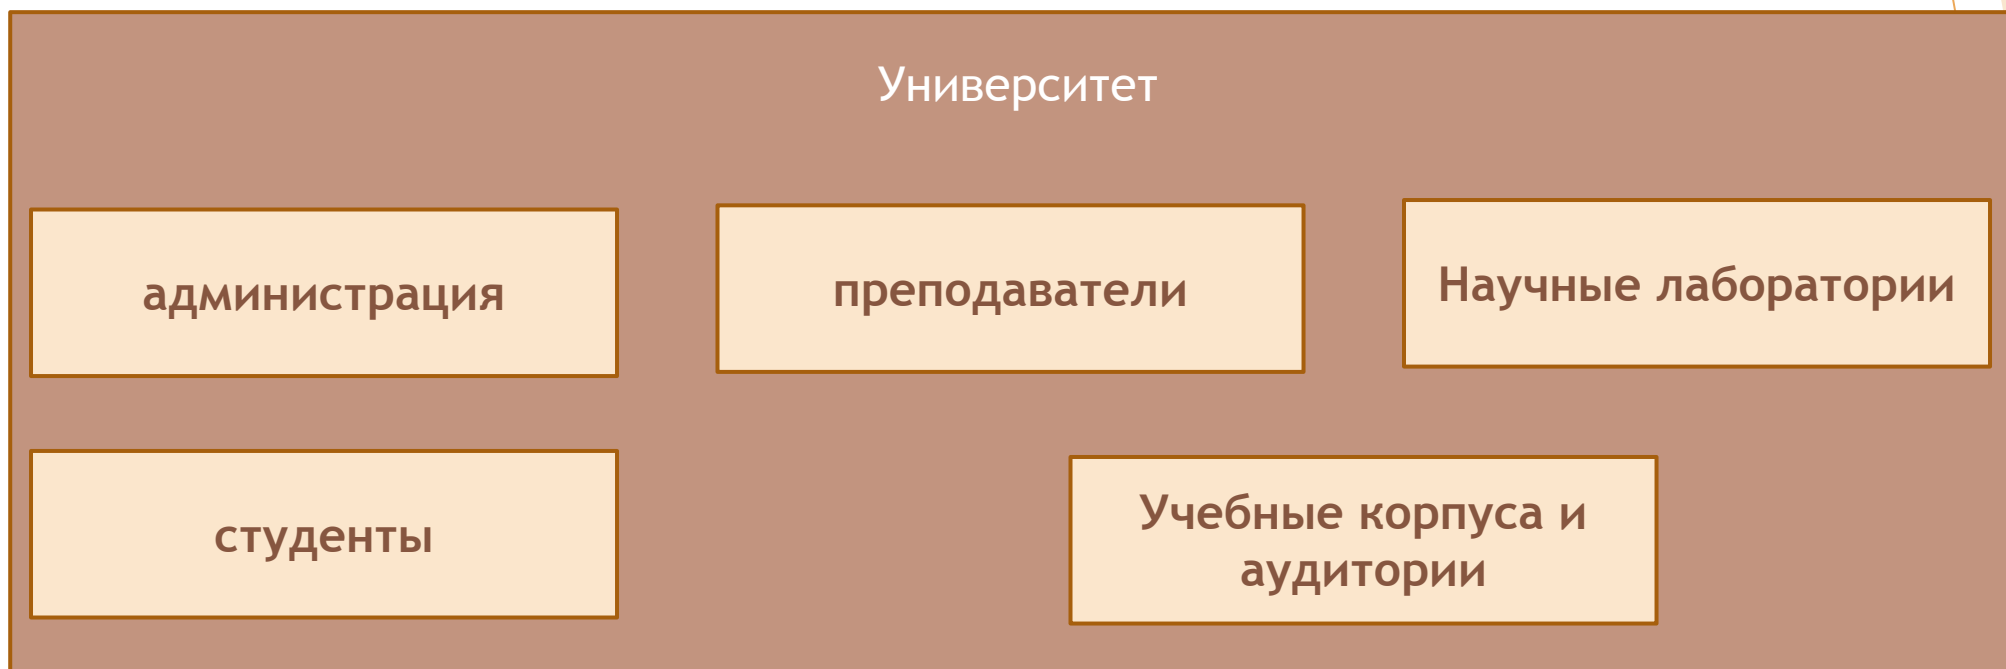 Университет
администрация
преподаватели
Научные лаборатории
студенты
Учебные корпуса и
аудитории